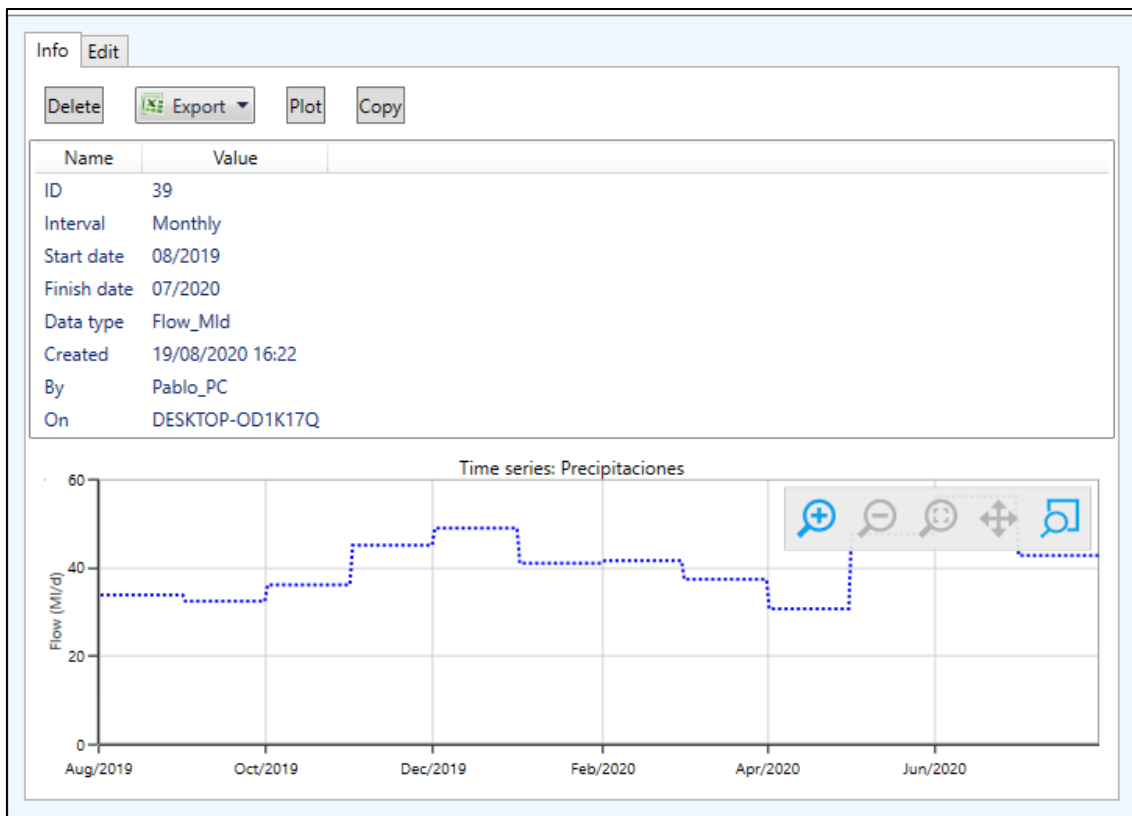 Info Edit
Delete Export Plot Copy
Name Value
ID 39
Interval Monthly
Start date 08/2019
Finish date 07/2020
Data type Flow_Mld
Created 19/08/2020 16:22
By Pablo_PC
On DESKTOP-OD1K17Q
Time series: Precipitaciones
60
40
20
0
Flow (Ml/d)
Aug/2019 Oct/2019 Dec/2019 Feb/2020 Apr/2020 Jun/2020